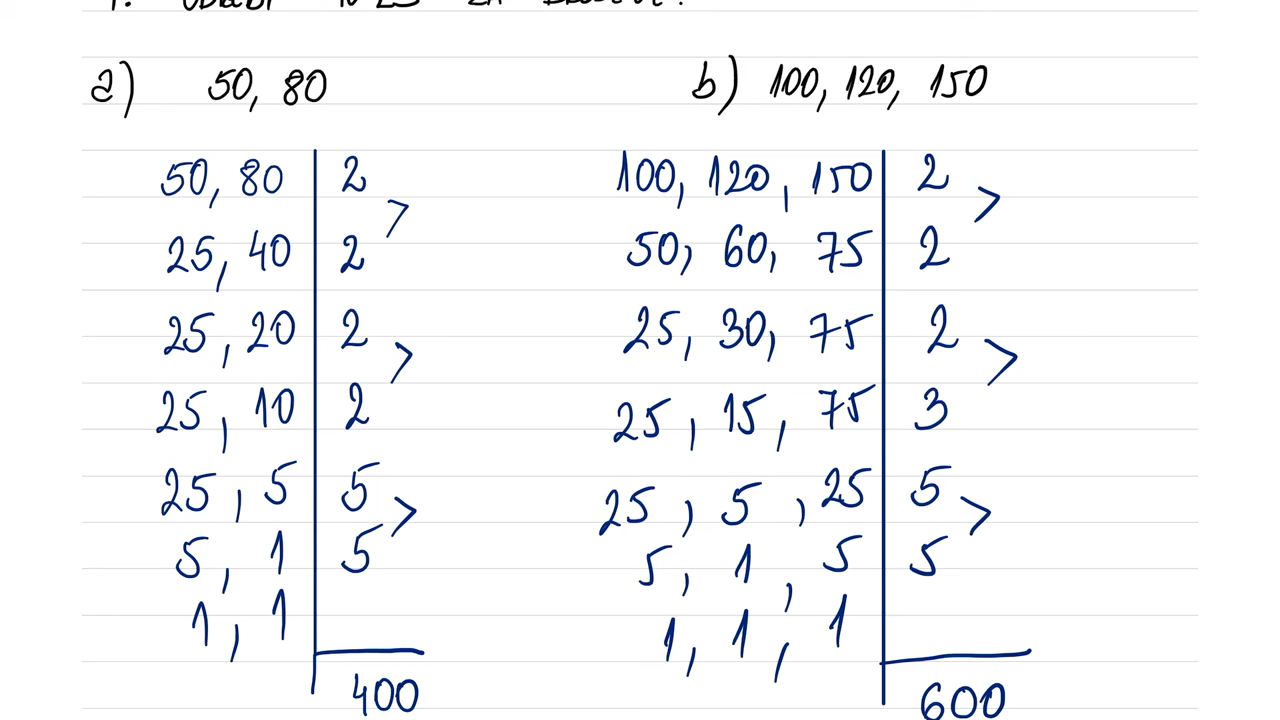 a) 50, 80
50, 80 | 2 >
25, 40 | 2
25, 20 | 2 >
25, 10 | 2
25, 5 | 5 >
5, 1 | 5
1, 1 |
400
b) 100, 120, 150
100, 120, 150 | 2 >
50, 60, 75 | 2
25, 30, 75 | 2 >
25, 15, 75 | 3
25, 5, 25 | 5 >
5, 1, 5 | 5
1, 1, 1 |
600